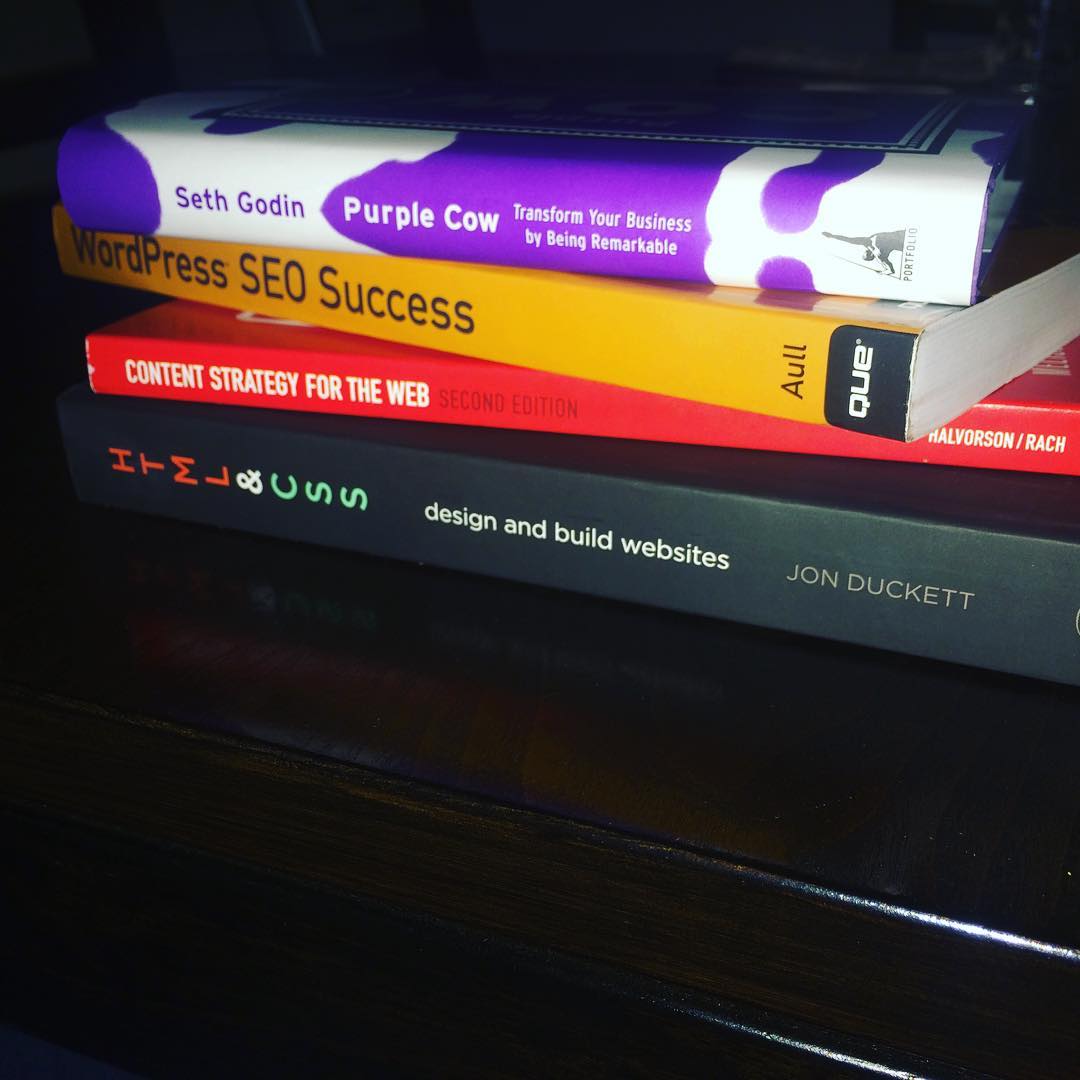 Seth Godin
Purple Cow
Transform Your Business
by Being Remarkable
PORTFOLIO
WordPress SEO Success
Aull
QUE®
CONTENT STRATEGY FOR THE WEB SECOND EDITION
HALVORSON / RACH
HTML & CSS
design and build websites
JON DUCKETT